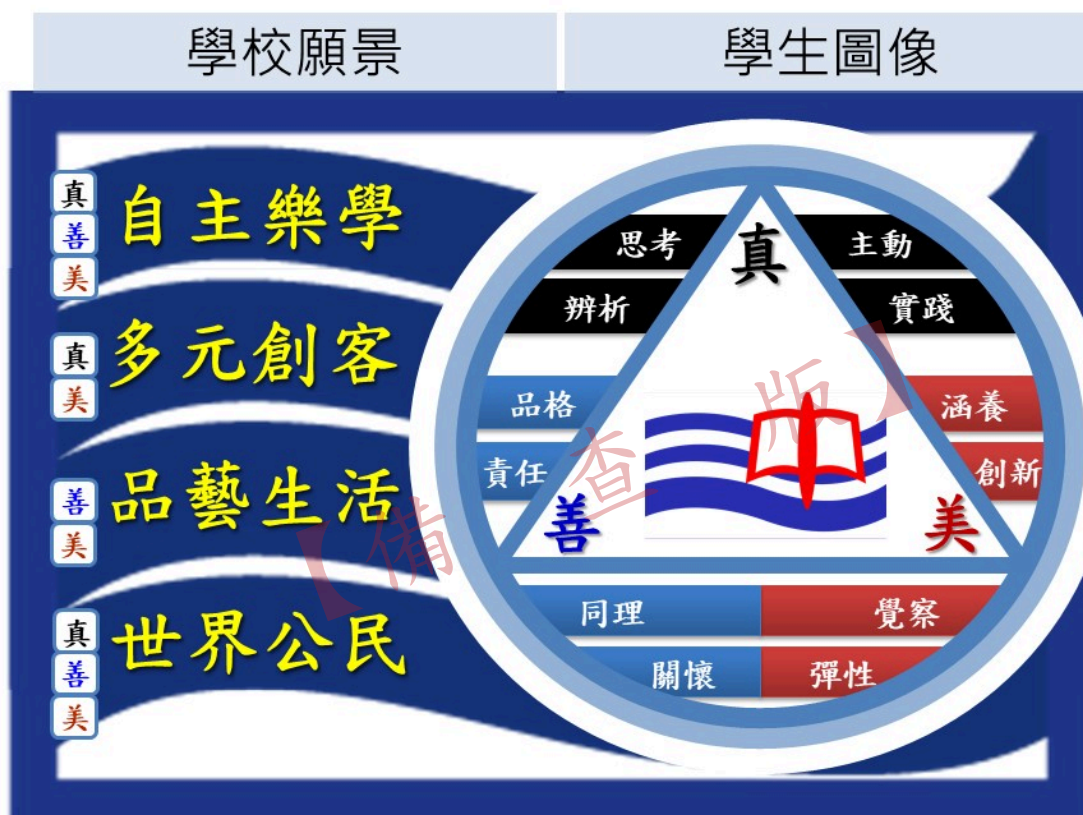 學校願景
學生圖像
真
善
美
自主樂學
真
美
多元創客
善
美
品藝生活
真
善
美
世界公民
思考
真
主動
辨析
實踐
品格
涵養
責任
創新
善
美
同理
覺察
關懷
彈性
【備查版】